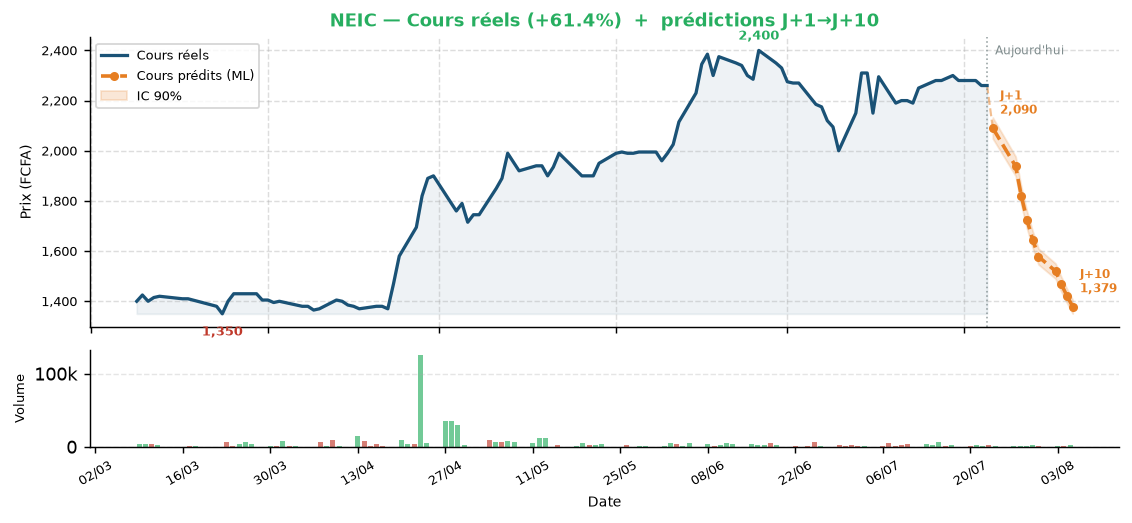 NEIC — Cours réels (+61.4%)  +  prédictions J+1→J+10
2,400
Aujourd'hui
Cours réels
Cours prédits (ML)
IC 90%
J+1
2,090
J+10
1,379
1,350
Prix (FCFA)
2,400
2,200
2,000
1,800
1,600
1,400
Volume
100k
0
02/03
16/03
30/03
13/04
27/04
11/05
25/05
08/06
22/06
06/07
20/07
03/08
Date